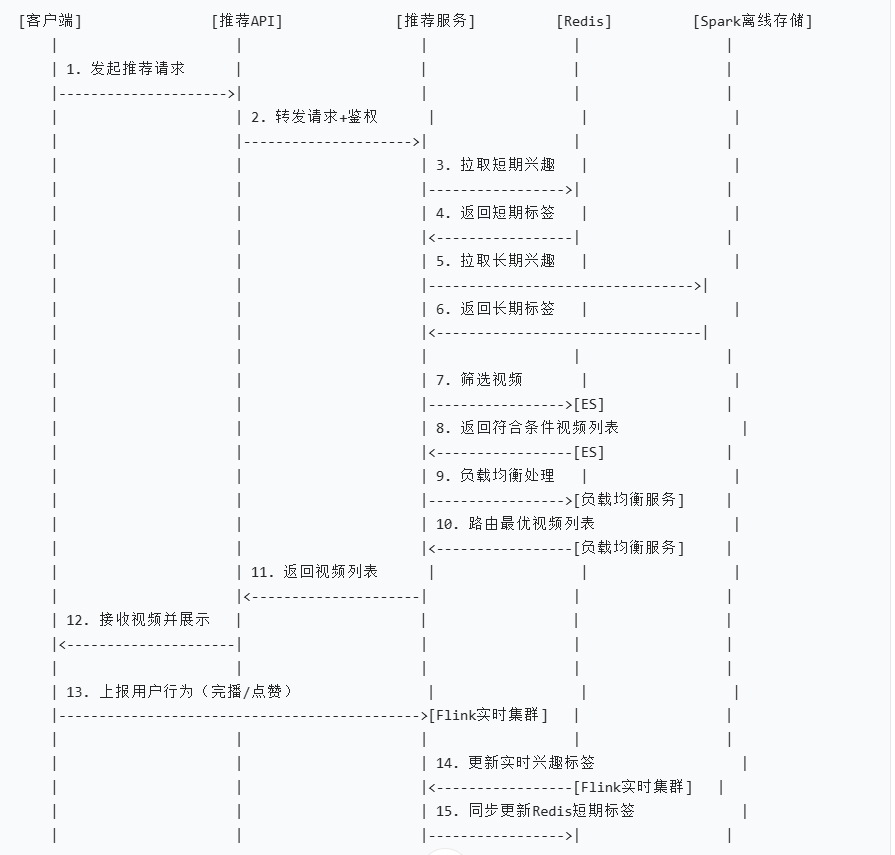 [客户端] [推荐API] [推荐服务] [Redis] [Spark离线存储]
| | | | |
| 1. 发起推荐请求 | | | |
|--------------------->| | | |
| | 2. 转发请求+鉴权 | | |
| |--------------------->| | |
| | | 3. 拉取短期兴趣 | |
| | |----------------->| |
| | | 4. 返回短期标签 | |
| | |<-----------------| |
| | | 5. 拉取长期兴趣 | |
| | |--------------------------------->|
| | | 6. 返回长期标签 | |
| | |<---------------------------------|
| | | | |
| | | 7. 筛选视频 | |
| | |----------------->[ES] |
| | | 8. 返回符合条件视频列表 |
| | |<-----------------[ES] |
| | | 9. 负载均衡处理 | |
| | |----------------->[负载均衡服务] |
| | | 10. 路由最优视频列表 |
| | |<-----------------[负载均衡服务] |
| | 11. 返回视频列表 | | |
| |<---------------------| | |
| 12. 接收视频并展示 | | | |
|<---------------------| | | |
| | | | |
| 13. 上报用户行为（完播/点赞） | | |
|--------------------------------------------->[Flink实时集群] | |
| | | | |
| | | 14. 更新实时兴趣标签 |
| | |<-----------------[Flink实时集群] |
| | | 15. 同步更新Redis短期标签 |
| | |----------------->| |